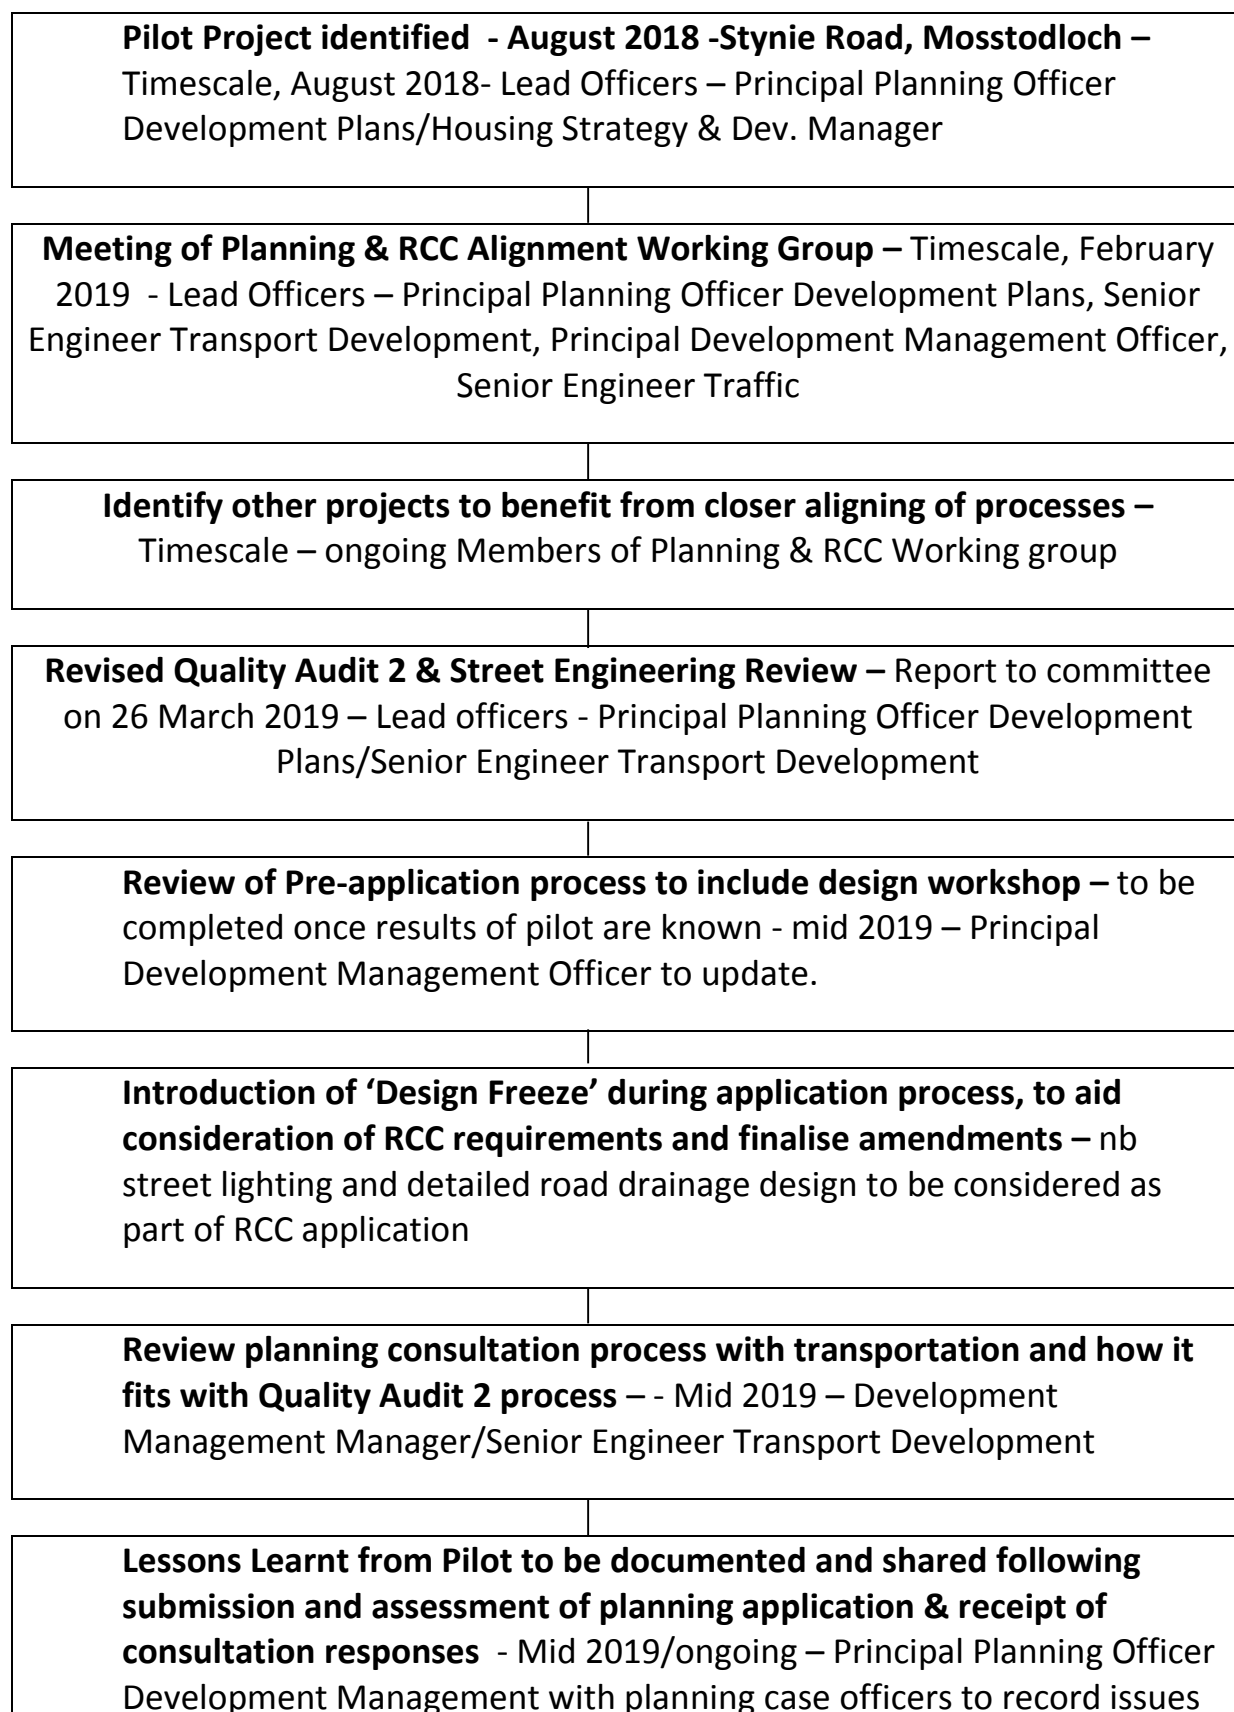 Pilot Project identified  - August 2018 -Stynie Road, Mosstodloch –
Timescale, August 2018- Lead Officers – Principal Planning Officer
Development Plans/Housing Strategy & Dev. Manager
Meeting of Planning & RCC Alignment Working Group – Timescale, February
2019  - Lead Officers – Principal Planning Officer Development Plans, Senior
Engineer Transport Development, Principal Development Management Officer,
Senior Engineer Traffic
Identify other projects to benefit from closer aligning of processes –
Timescale – ongoing Members of Planning & RCC Working group
Revised Quality Audit 2 & Street Engineering Review – Report to committee
on 26 March 2019 – Lead officers - Principal Planning Officer Development
Plans/Senior Engineer Transport Development
Review of Pre-application process to include design workshop – to be
completed once results of pilot are known - mid 2019 – Principal
Development Management Officer to update.
Introduction of ‘Design Freeze’ during application process, to aid
consideration of RCC requirements and finalise amendments – nb
street lighting and detailed road drainage design to be considered as
part of RCC application
Review planning consultation process with transportation and how it
fits with Quality Audit 2 process – - Mid 2019 – Development
Management Manager/Senior Engineer Transport Development
Lessons Learnt from Pilot to be documented and shared following
submission and assessment of planning application & receipt of
consultation responses  - Mid 2019/ongoing – Principal Planning Officer
Development Management with planning case officers to record issues